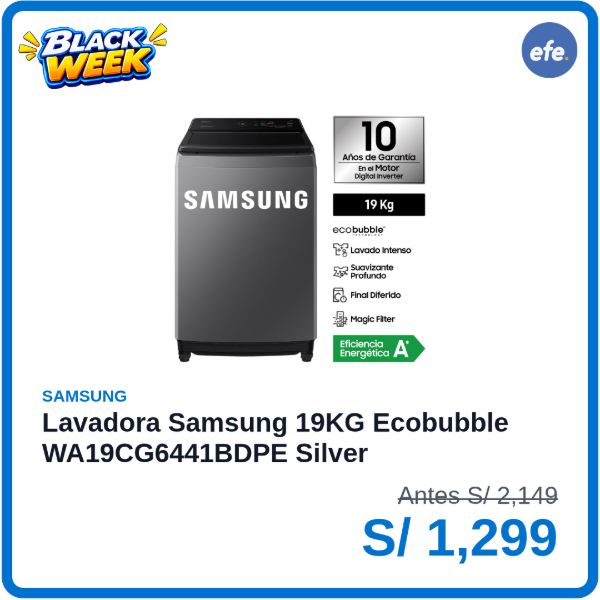 BLACK
WEEK
efe.
SAMSUNG
10
Años de Garantía
En el Motor
Digital Inverter
19 Kg
ecobubble
TECHNOLOGY
Lavado Intenso
Suavizante
Profundo
Final Diferido
Magic Filter
Eficiencia
Energética A*
SAMSUNG
Lavadora Samsung 19KG Ecobubble
WA19CG6441BDPE Silver
Antes S/ 2,149
S/ 1,299